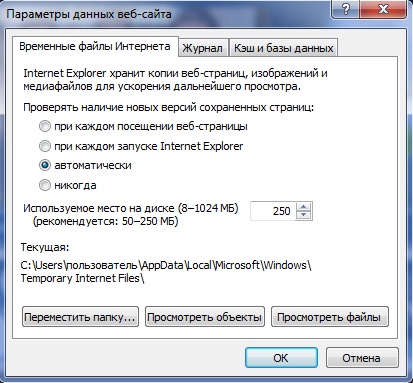 Параметры данных веб-сайта
Временные файлы Интернета
Журнал
Кэш и базы данных
Internet Explorer хранит копии веб-страниц, изображений и
медиафайлов для ускорения дальнейшего просмотра.
Проверять наличие новых версий сохраненных страниц:
при каждом посещении веб-страницы
при каждом запуске Internet Explorer
автоматически
никогда
Используемое место на диске (8–1024 МБ)
250
(рекомендуется: 50–250 МБ)
Текущая:
C:\Users\пользователь\AppData\Local\Microsoft\Windows\
Temporary Internet Files\
Переместить папку... Просмотреть объекты Просмотреть файлы
ОК Отмена